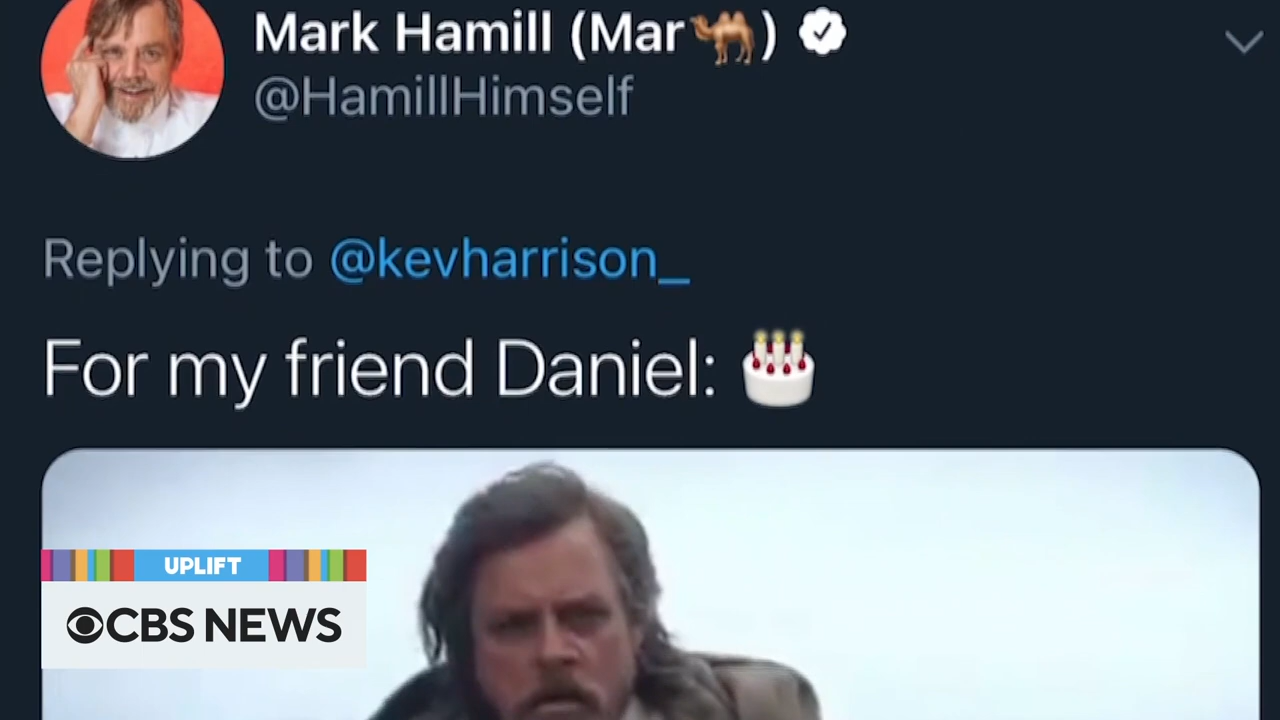 Mark Hamill (Mar🐫)
@HamillHimself
Replying to @kevharrison_
For my friend Daniel: 🎂
UPLIFT
CBS NEWS